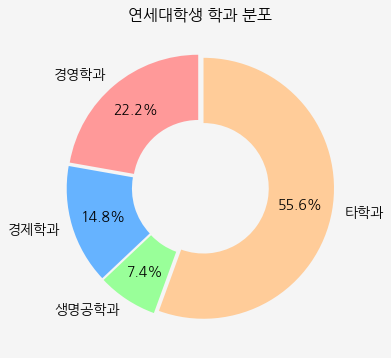 연세대학생 학과 분포
경영학과
22.2%
경제학과
14.8%
생명공학과
7.4%
타학과
55.6%